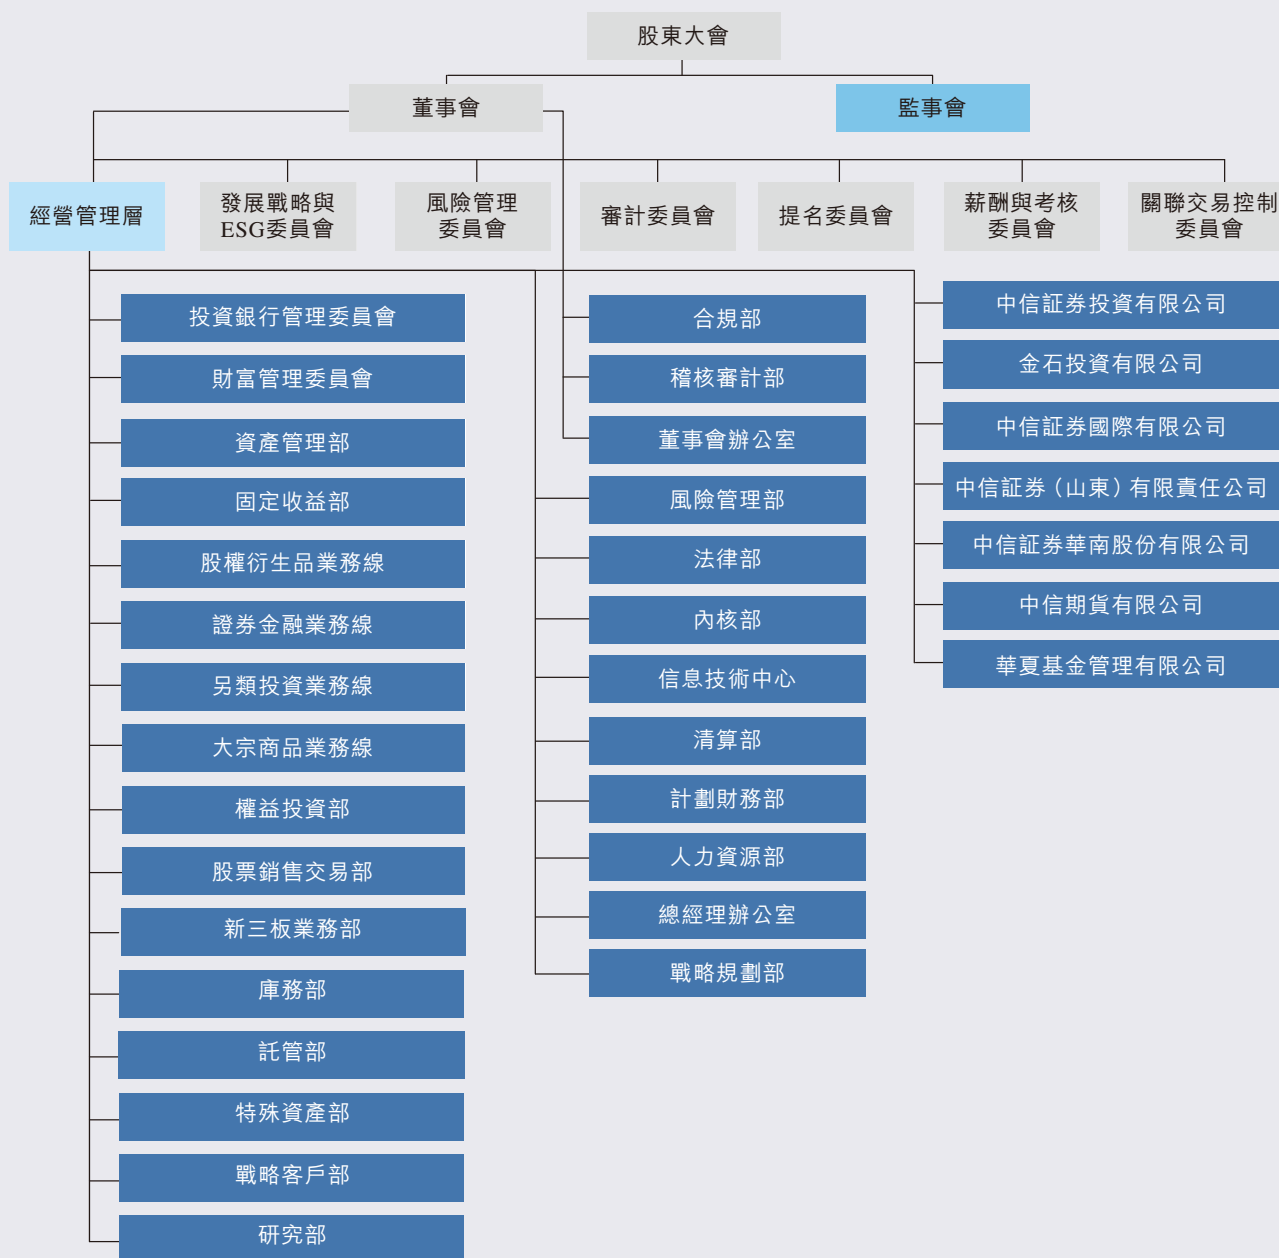 股東大會
董事會
監事會
經營管理層
發展戰略與
ESG委員會
風險管理
委員會
審計委員會
提名委員會
薪酬與考核
委員會
關聯交易控制
委員會
投資銀行管理委員會
財富管理委員會
資產管理部
固定收益部
股權衍生品業務線
證券金融業務線
另類投資業務線
大宗商品業務線
權益投資部
股票銷售交易部
新三板業務部
庫務部
託管部
特殊資產部
戰略客戶部
研究部
合規部
稽核審計部
董事會辦公室
風險管理部
法律部
內核部
信息技術中心
清算部
計劃財務部
人力資源部
總經理辦公室
戰略規劃部
中信証券投資有限公司
金石投資有限公司
中信証券國際有限公司
中信証券（山東）有限責任公司
中信証券華南股份有限公司
中信期貨有限公司
華夏基金管理有限公司